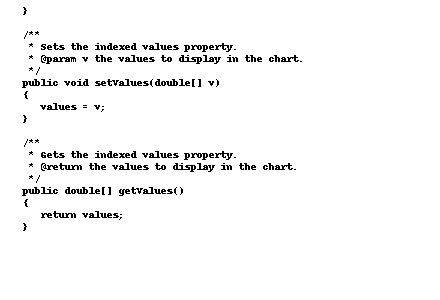 }
/**
* Sets the indexed values property.
* @param v the values to display in the chart.
*/
public void setValues(double[] v)
{
values = v;
}
/**
* Gets the indexed values property.
* @return the values to display in the chart.
*/
public double[] getValues()
{
return values;
}